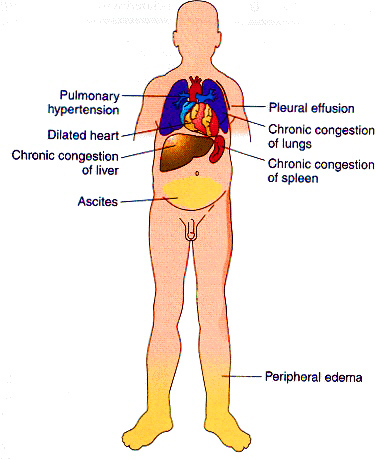 Pulmonary
hypertension
Dilated heart
Chronic congestion
of liver
Ascites
Pleural effusion
Chronic congestion
of lungs
Chronic congestion
of spleen
Peripheral edema